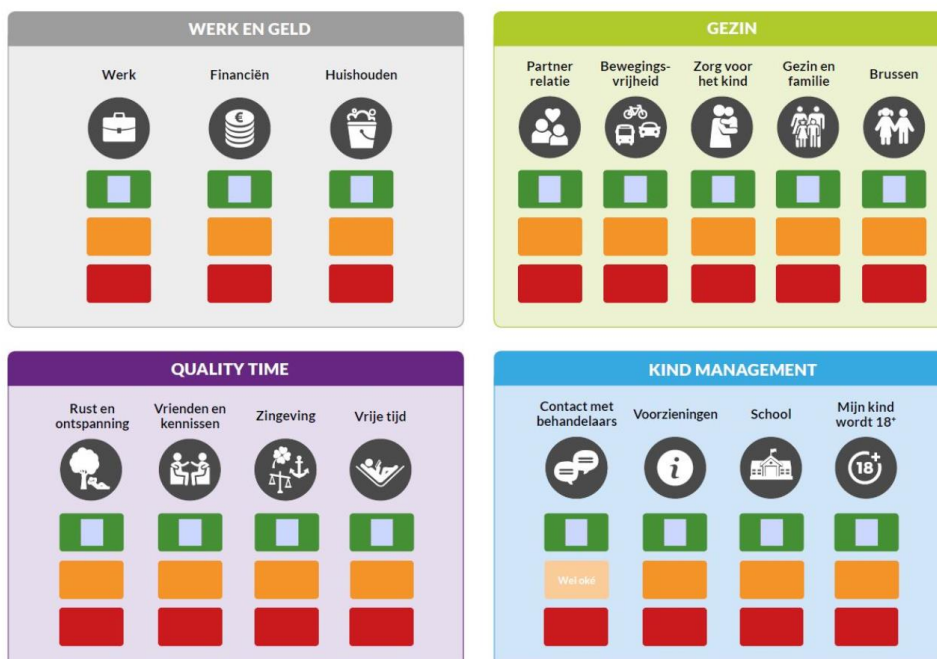 WERK EN GELD
Werk
Financiën
Huishouden
€
GEZIN
Partner
relatie
Bewegings-
vrijheid
Zorg voor
het kind
Gezin en
familie
Brussen
QUALITY TIME
Rust en
ontspanning
Vrienden en
kennissen
Zingeving
Vrije tijd
KIND MANAGEMENT
Contact met
behandelaars
Voorzieningen
School
Mijn kind
wordt 18+
i
18+
Wel oké